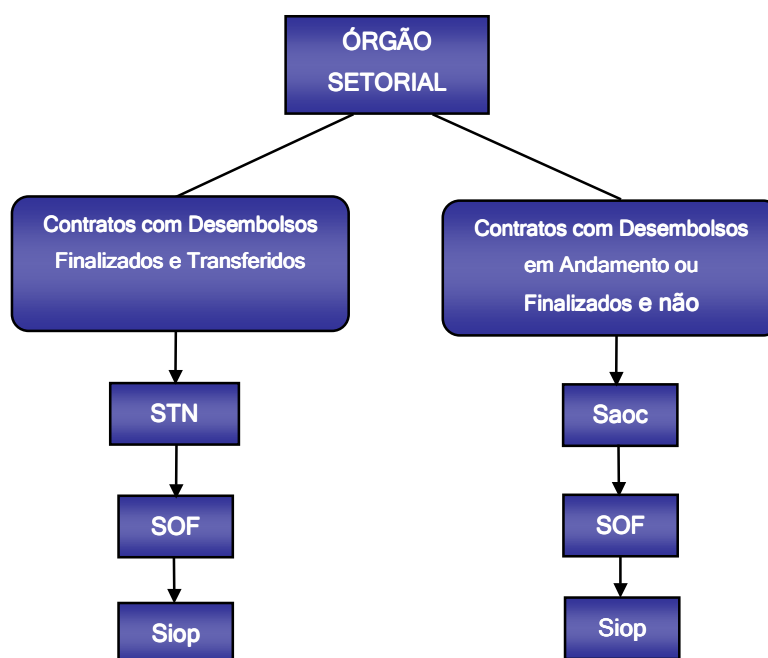 ÓRGÃO
SETORIAL
Contratos com Desembolsos
Finalizados e Transferidos
Contratos com Desembolsos
em Andamento ou
Finalizados e não
STN
Saoc
SOF
SOF
Siop
Siop